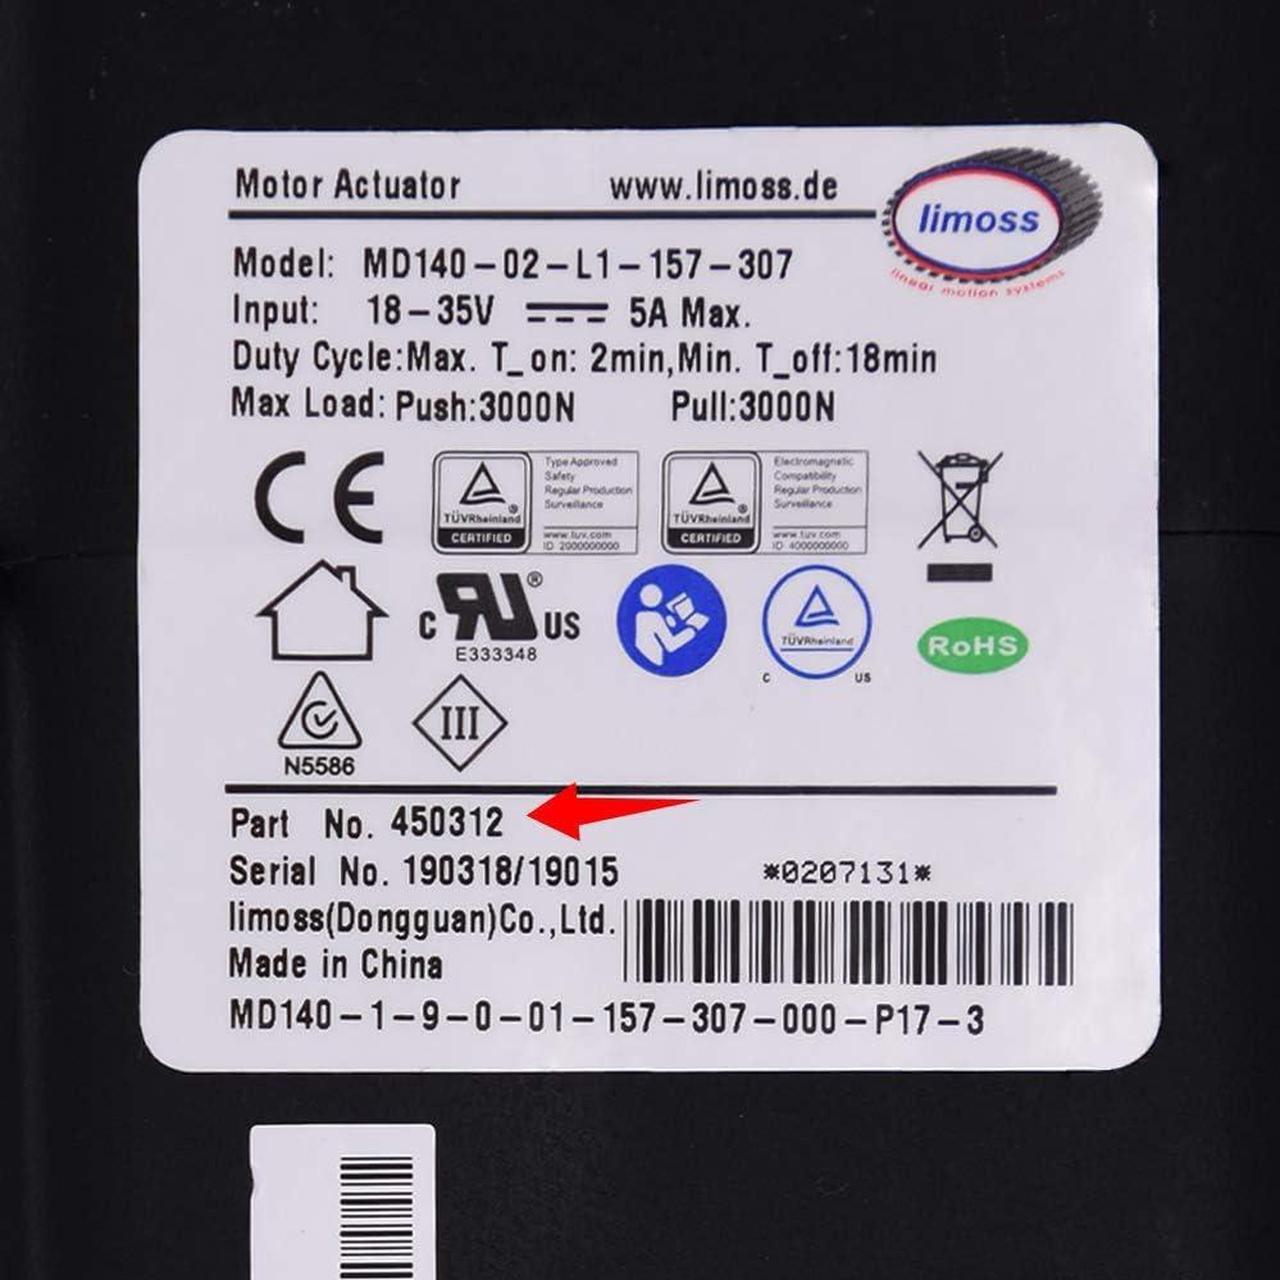 Motor Actuator www.limoss.de
limoss
linear motion systems
Model: MD140-02-L1-157-307
Input: 18-35V 5A Max.
Duty Cycle:Max. T_on: 2min,Min. T_off:18min
Max Load: Push:3000N Pull:3000N
CE
TÜVRheinland
CERTIFIED
Type Approved
Safety
Regular Production
Surveillance
www.tuv.com
ID 2000000000
TÜVRheinland
CERTIFIED
Electromagnetic
Compatibility
Regular Production
Surveillance
www.tuv.com
ID 4000000000
C RU ® US
E333348
TÜVRheinland
C US
RoHS
N5586
III
Part No. 450312
Serial No. 190318/19015 *0207131*
limoss(Dongguan)Co.,Ltd.
Made in China
MD140-1-9-0-01-157-307-000-P17-3